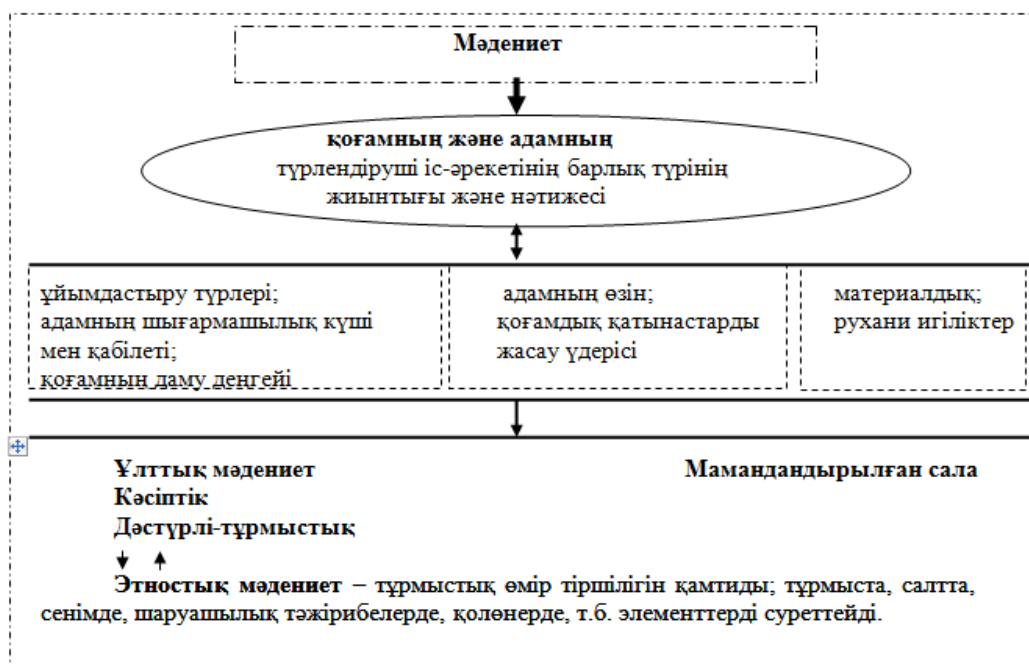 Мәдениет
қоғамның және адамның
түрлендіруші іс-әрекетінің барлық түрінің
жиынтығы және нәтижесі
ұйымдастыру түрлері;
адамның шығармашылық күші
мен қабілеті;
қоғамның даму деңгейі
адамның өзін;
қоғамдық қатынастарды
жасау үдерісі
материалдық;
рухани игіліктер
Ұлттық мәдениет
Мамандандырылған сала
Кәсіптік
Дәстүрлі-тұрмыстық
Этностық мәдениет – тұрмыстық өмір тіршілігін қамтиды; тұрмыста, салтта,
сенімде, шаруашылық тәжірибелерде, қолөнерде, т.б. элементтерді суреттейді.